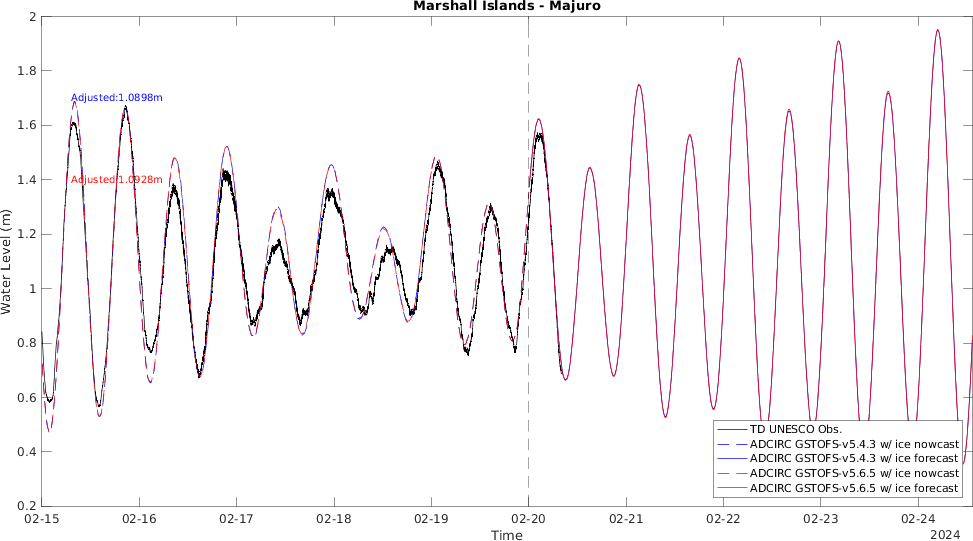 Marshall Islands - Majuro
Water Level (m)
2
1.8
1.6
1.4
1.2
1
0.8
0.6
0.4
0.2
Adjusted:1.0898m
Adjusted:1.0928m
TD UNESCO Obs.
ADCIRC GSTOFS-v5.4.3 w/ ice nowcast
ADCIRC GSTOFS-v5.4.3 w/ ice forecast
ADCIRC GSTOFS-v5.6.5 w/ ice nowcast
ADCIRC GSTOFS-v5.6.5 w/ ice forecast
02-15 02-16 02-17 02-18 02-19 02-20 02-21 02-22 02-23 02-24
Time
2024